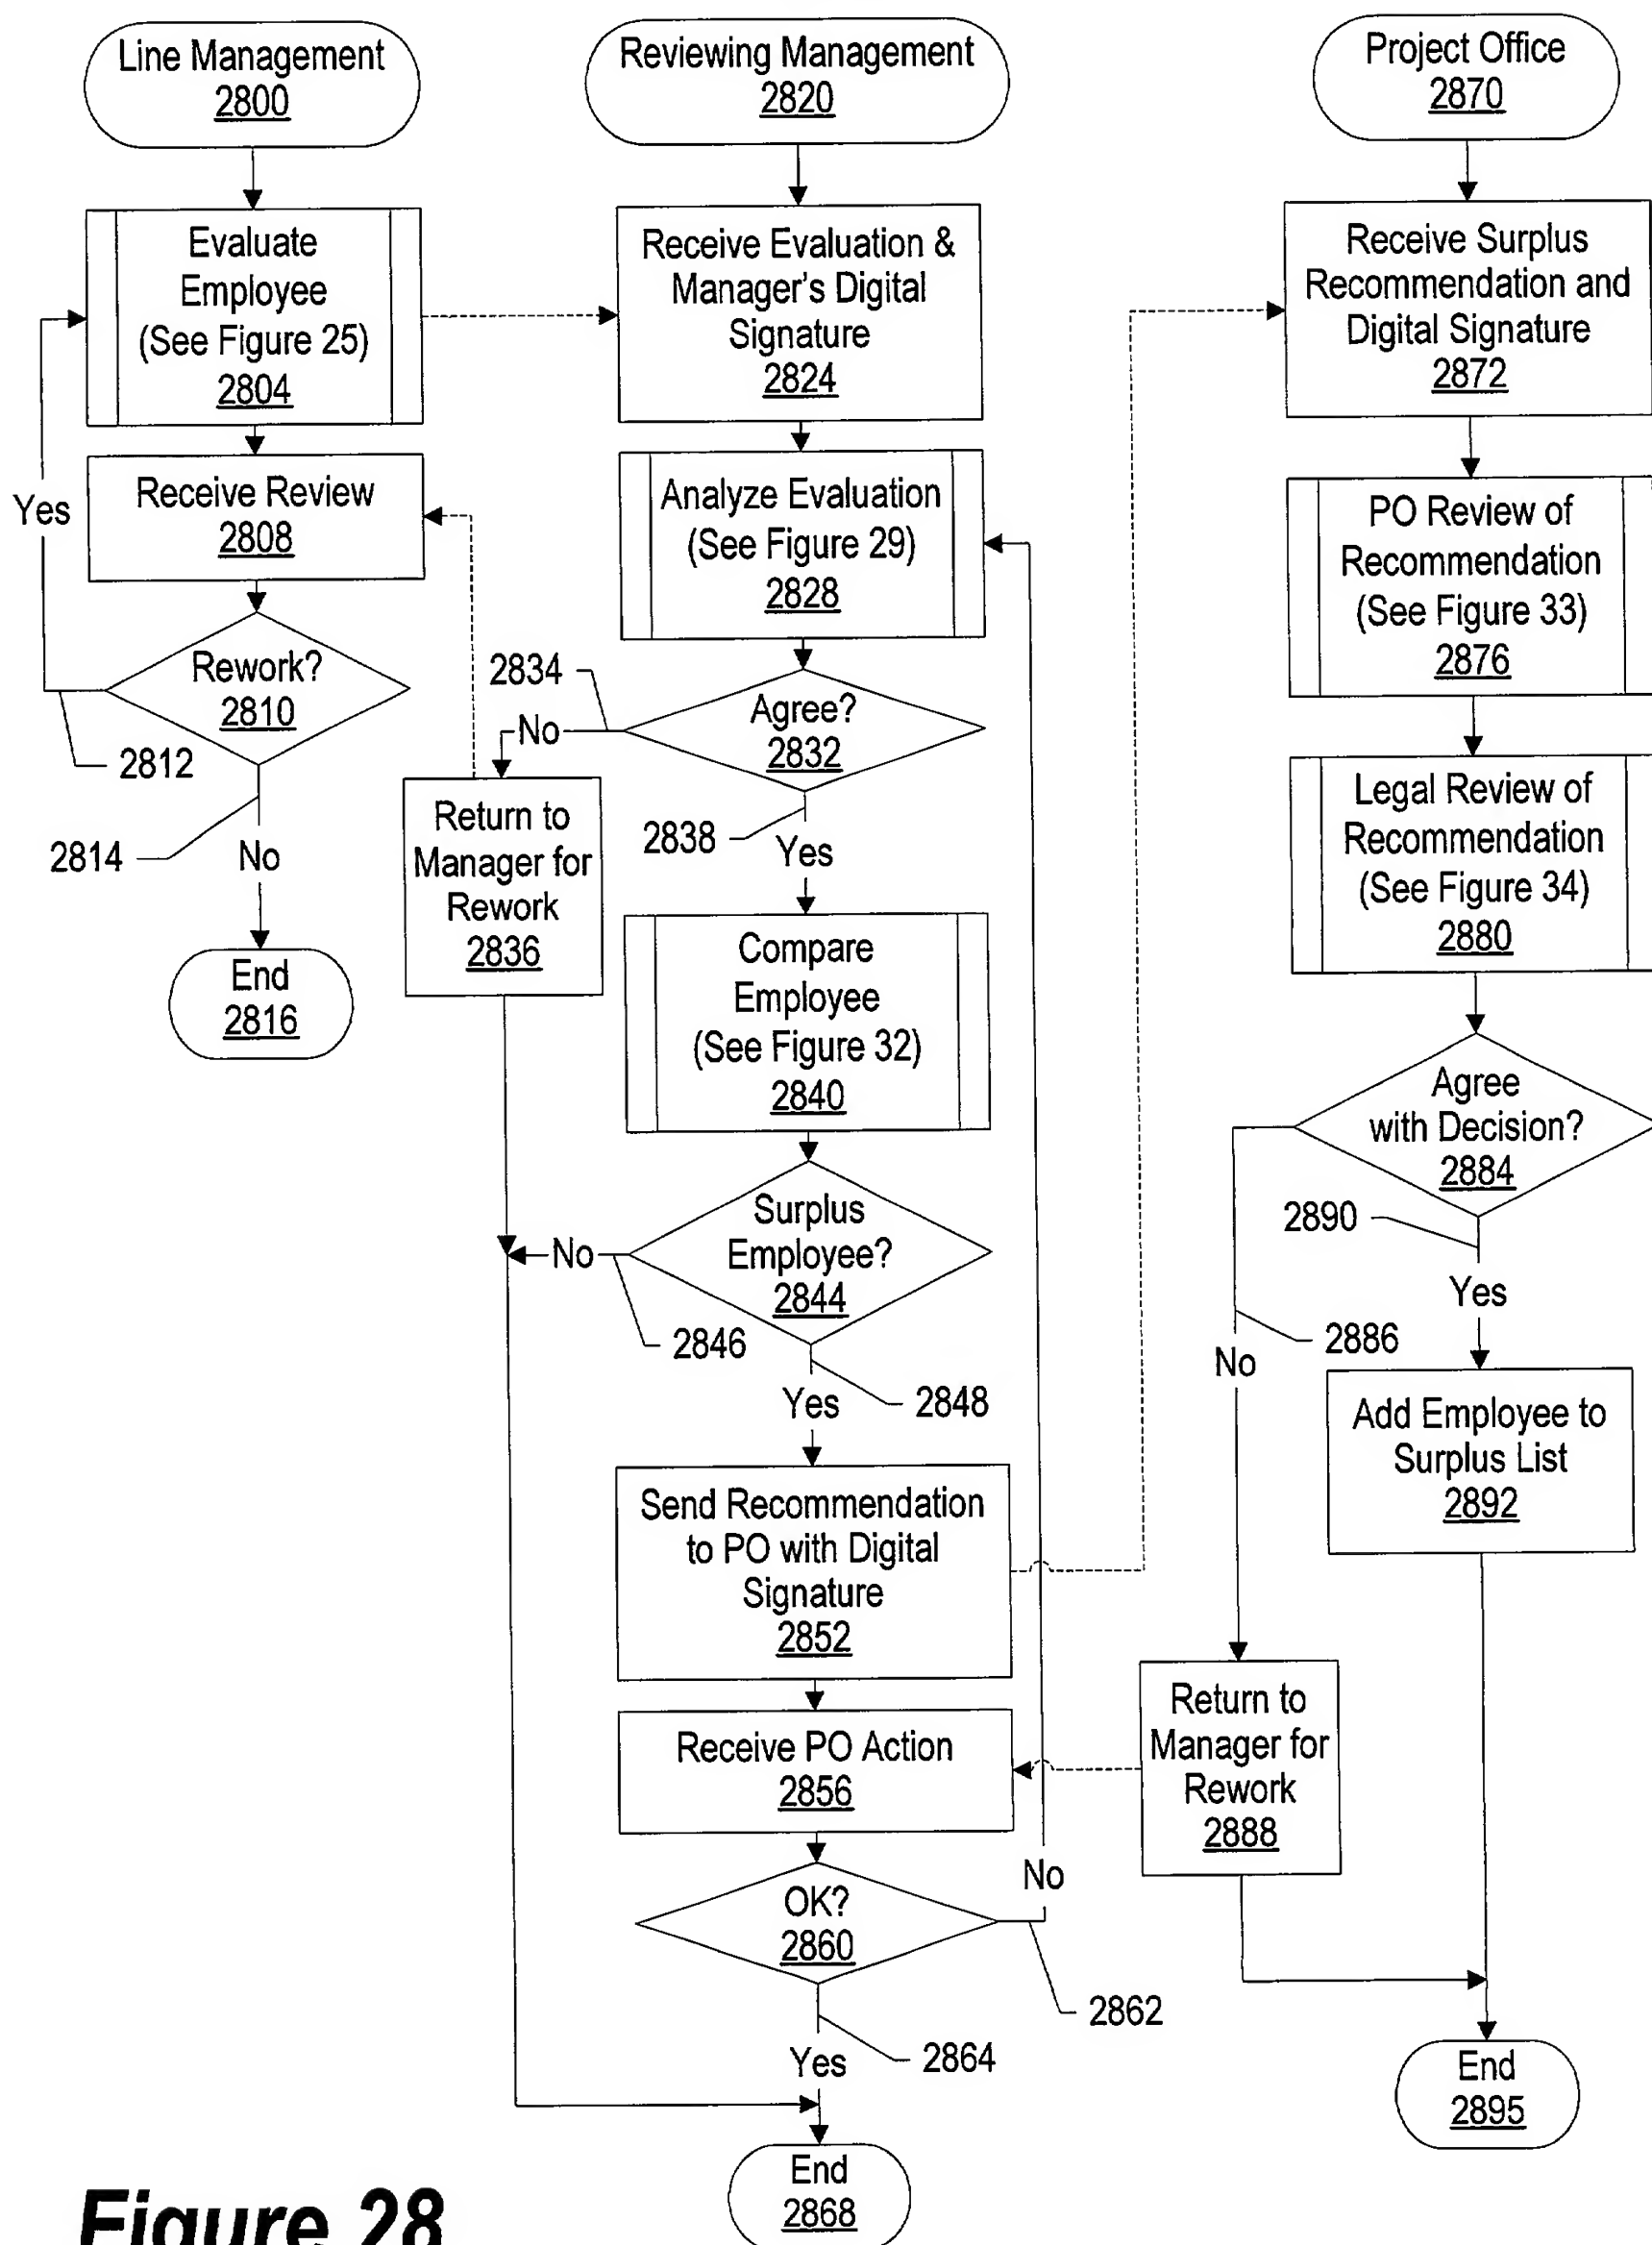 Line Management
2800
Evaluate
Employee
(See Figure 25)
2804
Receive Review
2808
Yes
Rework?
2810
2812
2814
No
End
2816
Reviewing Management
2820
Receive Evaluation &
Manager's Digital
Signature
2824
Analyze Evaluation
(See Figure 29)
2828
2834
Agree?
2832
No
Return to
Manager for
Rework
2836
2838
Yes
Compare
Employee
(See Figure 32)
2840
Surplus
Employee?
2844
No
2846
2848
Yes
Send Recommendation
to PO with Digital
Signature
2852
Receive PO Action
2856
OK?
2860
No
2862
2864
Yes
End
2868
Project Office
2870
Receive Surplus
Recommendation and
Digital Signature
2872
PO Review of
Recommendation
(See Figure 33)
2876
Legal Review of
Recommendation
(See Figure 34)
2880
Agree
with Decision?
2884
2890
Yes
2886
No
Add Employee to
Surplus List
2892
Return to
Manager for
Rework
2888
End
2895
Figure 28